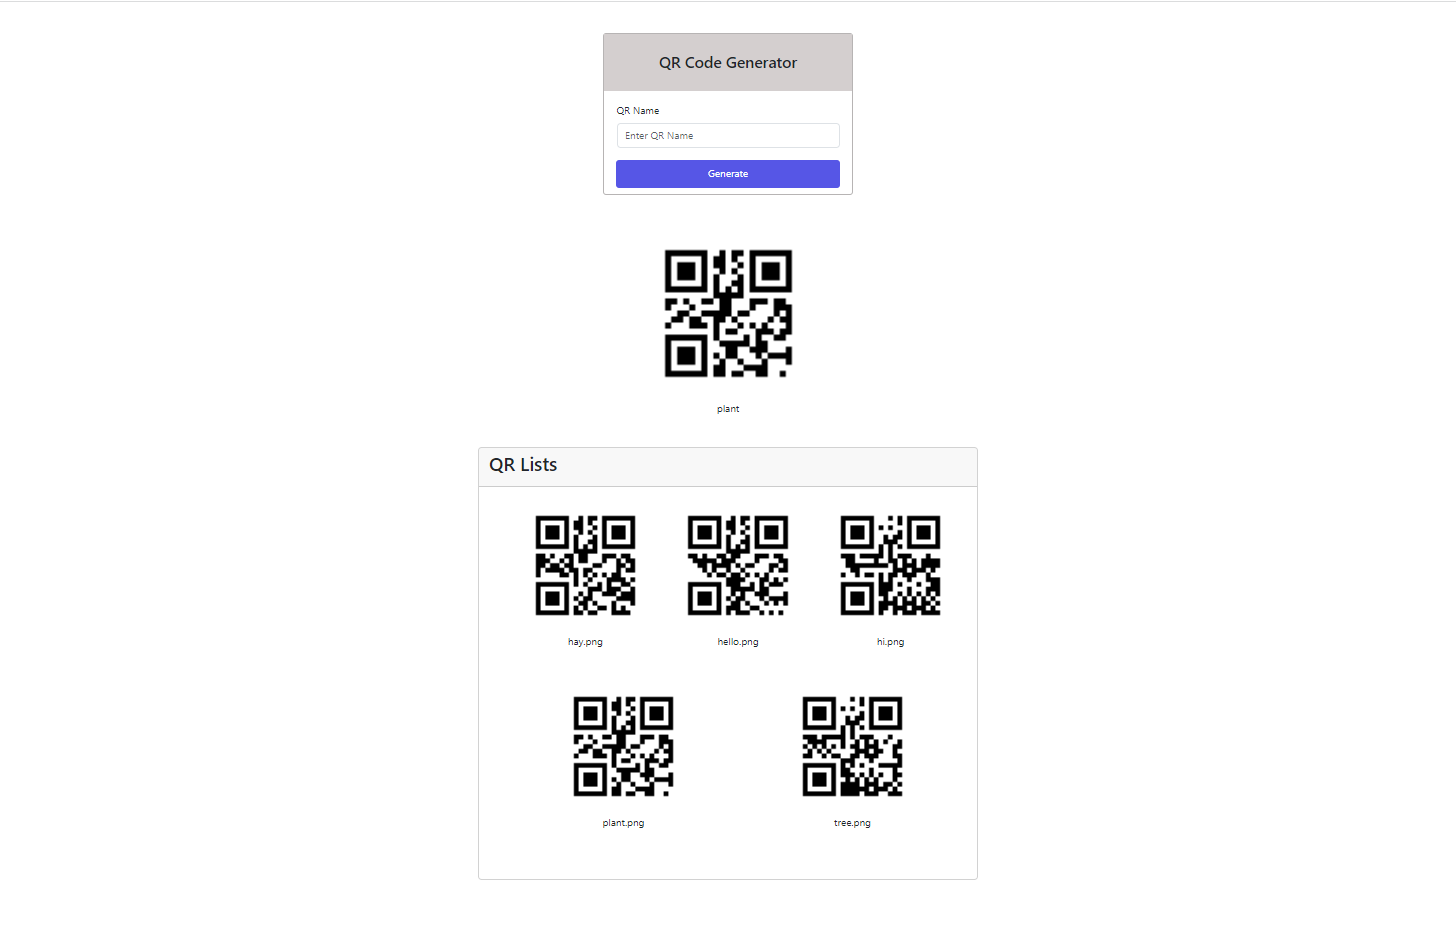 QR Code Generator
QR Name
Enter QR Name
Generate
plant
QR Lists
hay.png
hello.png
hi.png
plant.png
tree.png